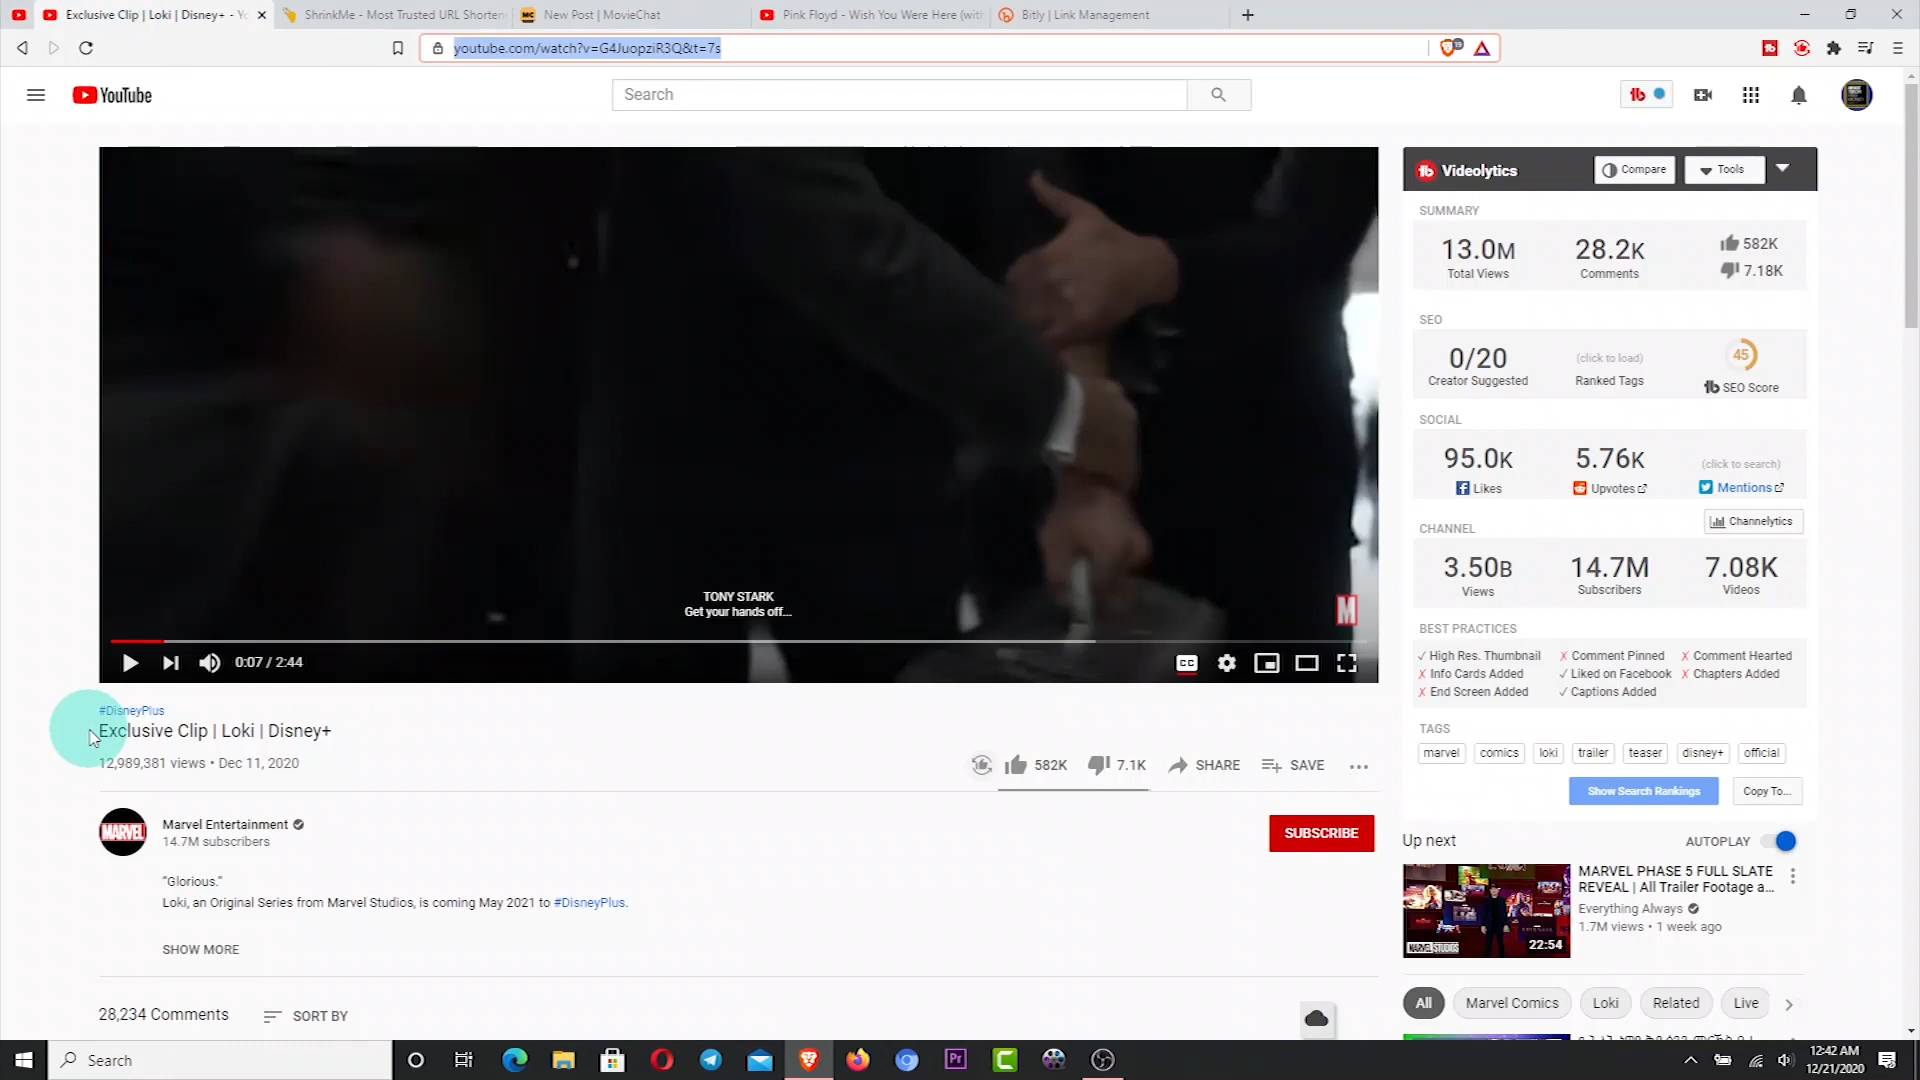 Exclusive Clip | Loki | Disney+ - Yo
ShrinkMe - Most Trusted URL Shorten
MC New Post | MovieChat
Pink Floyd - Wish You Were Here (wit
Bitly | Link Management
youtube.com/watch?v=G4JuopziR3Q&t=7s
19
YouTube
Search
TONY STARK
Get your hands off...
M
0:07 / 2:44
CC
#DisneyPlus
Exclusive Clip | Loki | Disney+
12,989,381 views • Dec 11, 2020
582K
7.1K
SHARE
SAVE
MARVEL
Marvel Entertainment
14.7M subscribers
SUBSCRIBE
"Glorious."
Loki, an Original Series from Marvel Studios, is coming May 2021 to #DisneyPlus.
SHOW MORE
28,234 Comments
SORT BY
Videolytics
Compare
Tools
SUMMARY
13.0M
Total Views
28.2K
Comments
582K
7.18K
SEO
0/20
Creator Suggested
(click to load)
Ranked Tags
45
SEO Score
SOCIAL
95.0K
Likes
5.76K
Upvotes
(click to search)
Mentions
CHANNEL
Channelytics
3.50B
Views
14.7M
Subscribers
7.08K
Videos
BEST PRACTICES
✓ High Res. Thumbnail
✗ Comment Pinned
✗ Comment Hearted
✗ Info Cards Added
✓ Liked on Facebook
✗ Chapters Added
✗ End Screen Added
✓ Captions Added
TAGS
marvel
comics
loki
trailer
teaser
disney+
official
Show Search Rankings
Copy To...
Up next
AUTOPLAY
MARVEL STUDIOS
22:54
MARVEL PHASE 5 FULL SLATE
REVEAL | All Trailer Footage a...
Everything Always
1.7M views • 1 week ago
All
Marvel Comics
Loki
Related
Live
Search
Pr
12:42 AM
12/21/2020